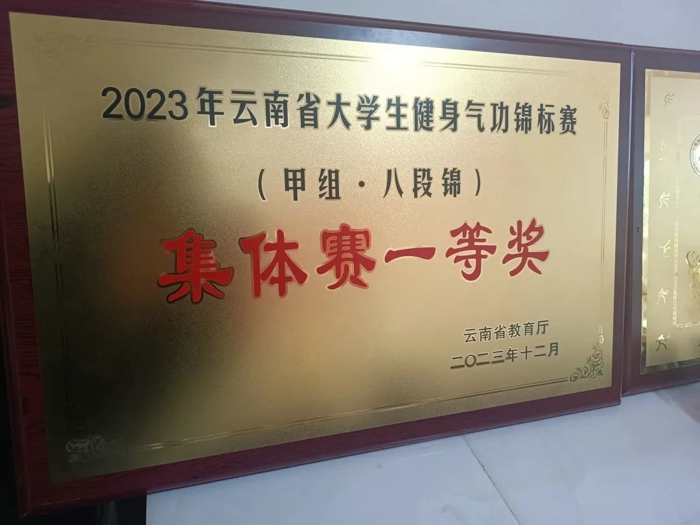 2023年云南省大学生健身气功锦标赛
（甲组·八段锦）
集体赛一等奖
云南省教育厅
二〇二三年十二月